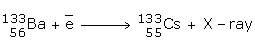 ¹³³₅₆Ba + e̅ ⟶ ¹³³₅₅Cs + X – ray